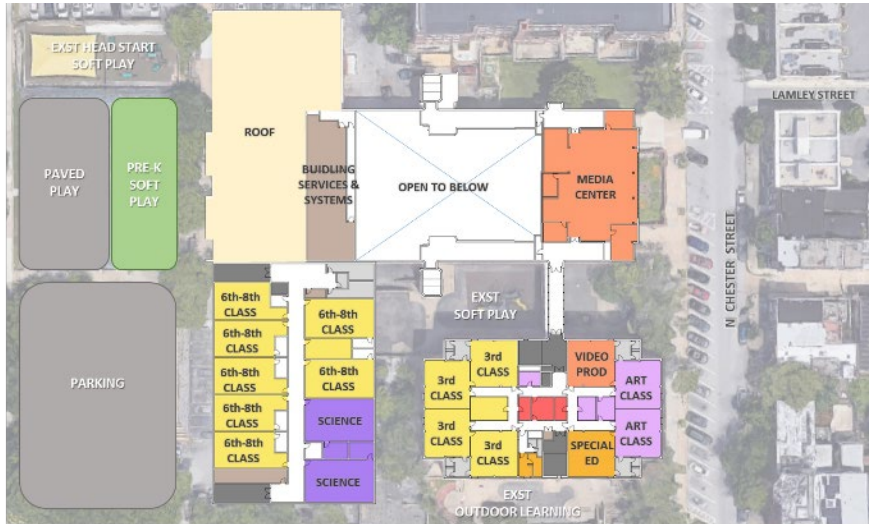 EXST HEAD START
SOFT PLAY
LAMLEY STREET
ROOF
PAVED
PLAY
PRE-K
SOFT
PLAY
BUIDLING
SERVICES &
SYSTEMS
OPEN TO BELOW
MEDIA
CENTER
N CHESTER STREET
PARKING
6th-8th
CLASS
6th-8th
CLASS
6th-8th
CLASS
6th-8th
CLASS
6th-8th
CLASS
6th-8th
CLASS
6th-8th
CLASS
SCIENCE
SCIENCE
EXST
SOFT PLAY
3rd
CLASS
3rd
CLASS
3rd
CLASS
3rd
CLASS
VIDEO
PROD
ART
CLASS
ART
CLASS
SPECIAL
ED
EXST
OUTDOOR LEARNING